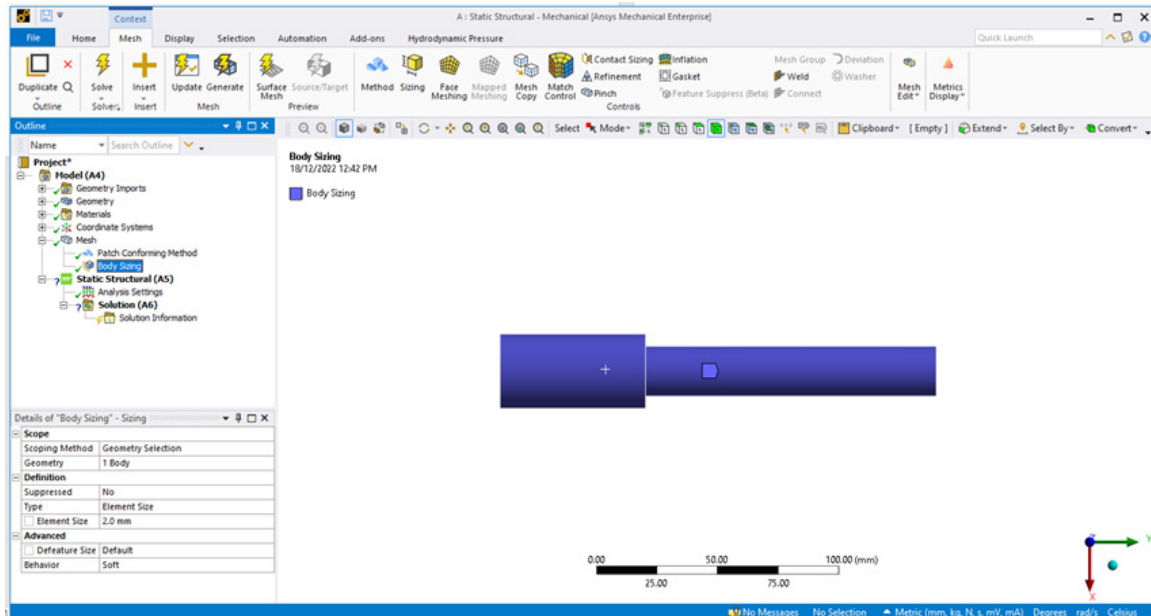 Context
A : Static Structural - Mechanical [Ansys Mechanical Enterprise]
File Home Mesh Display Selection Automation Add-ons Hydrodynamic Pressure Quick Launch
Duplicate Q Solve Insert Update Generate Surface Mesh Source/Target Method Sizing Face Meshing Mapped Meshing Mesh Copy Match Control Contact Sizing Inflation Mesh Group Deviation Mesh Edit Metrics Display
Refinement Gasket Weld Washer
Pinch Feature Suppress (Beta) Connect
Outline Solver Insert Mesh Preview Controls
Outline
Name Search Outline
Select Mode Clipboard [ Empty ] Extend Select By Convert
Project*
Model (A4)
Geometry Imports
Geometry
Materials
Coordinate Systems
Mesh
Patch Conforming Method
Body Sizing
Static Structural (A5)
Analysis Settings
Solution (A6)
Solution Information
Body Sizing
18/12/2022 12:42 PM
Body Sizing
Details of "Body Sizing" - Sizing
Scope
Scoping Method Geometry Selection
Geometry 1 Body
Definition
Suppressed No
Type Element Size
Element Size 2.0 mm
Advanced
Defeature Size Default
Behavior Soft
0.00 50.00 100.00 (mm)
25.00 75.00
Z Y
X
No Messages No Selection Metric (mm, kg, N, s, mV, mA) Degrees rad/s Celsius